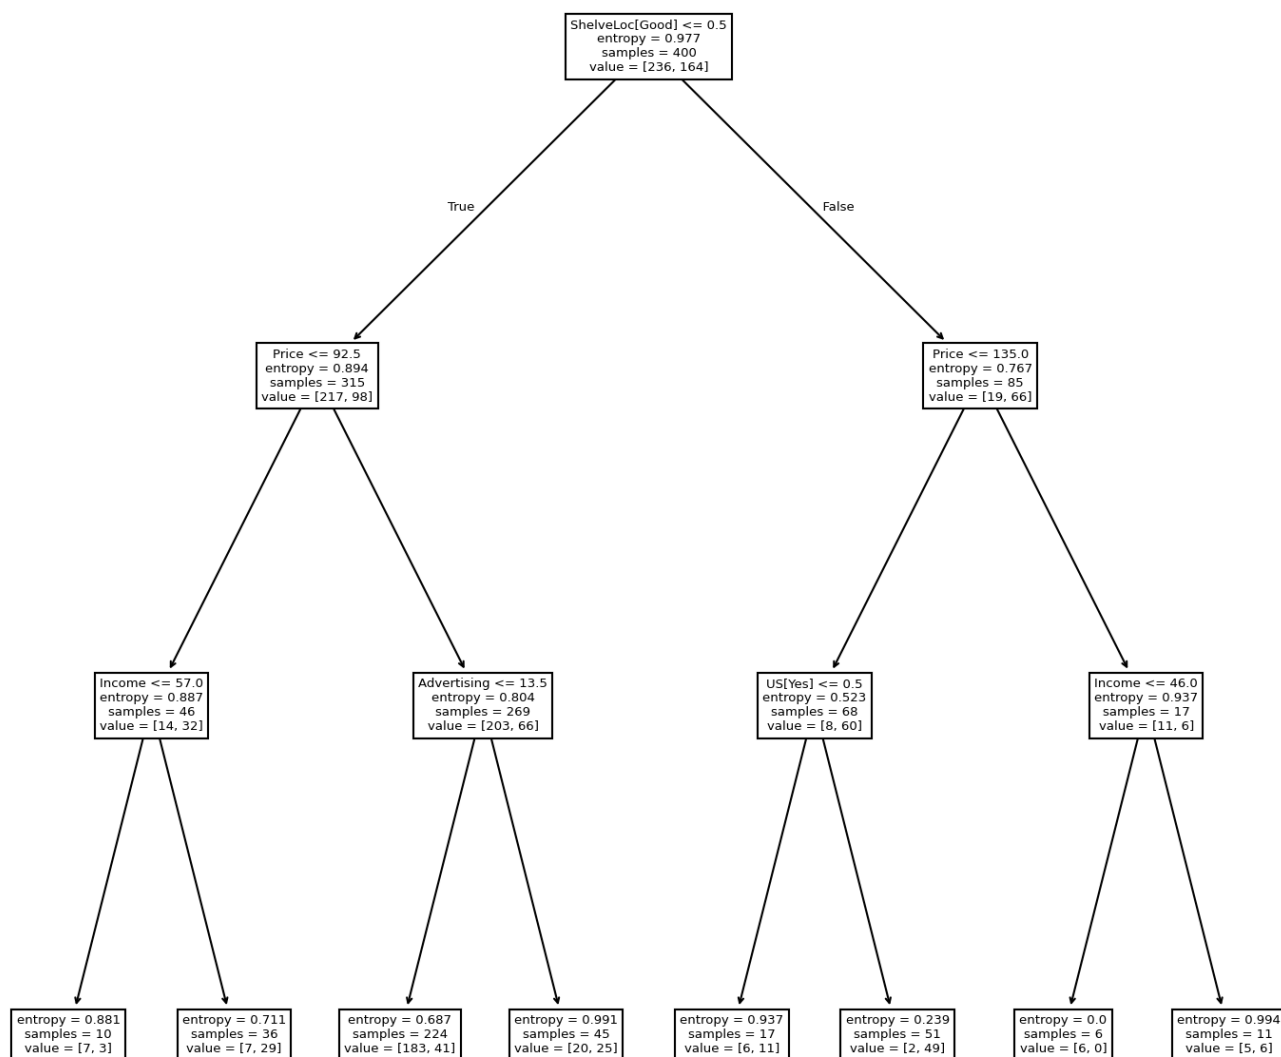 ShelveLoc[Good] <= 0.5
entropy = 0.977
samples = 400
value = [236, 164]
True
False
Price <= 92.5
entropy = 0.894
samples = 315
value = [217, 98]
Price <= 135.0
entropy = 0.767
samples = 85
value = [19, 66]
Income <= 57.0
entropy = 0.887
samples = 46
value = [14, 32]
Advertising <= 13.5
entropy = 0.804
samples = 269
value = [203, 66]
US[Yes] <= 0.5
entropy = 0.523
samples = 68
value = [8, 60]
Income <= 46.0
entropy = 0.937
samples = 17
value = [11, 6]
entropy = 0.881
samples = 10
value = [7, 3]
entropy = 0.711
samples = 36
value = [7, 29]
entropy = 0.687
samples = 224
value = [183, 41]
entropy = 0.991
samples = 45
value = [20, 25]
entropy = 0.937
samples = 17
value = [6, 11]
entropy = 0.239
samples = 51
value = [2, 49]
entropy = 0.0
samples = 6
value = [6, 0]
entropy = 0.994
samples = 11
value = [5, 6]